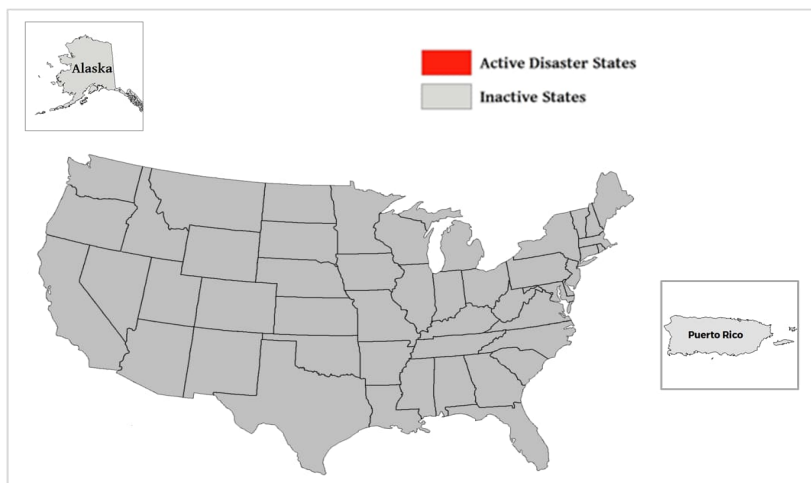 Alaska
Active Disaster States
Inactive States
Puerto Rico